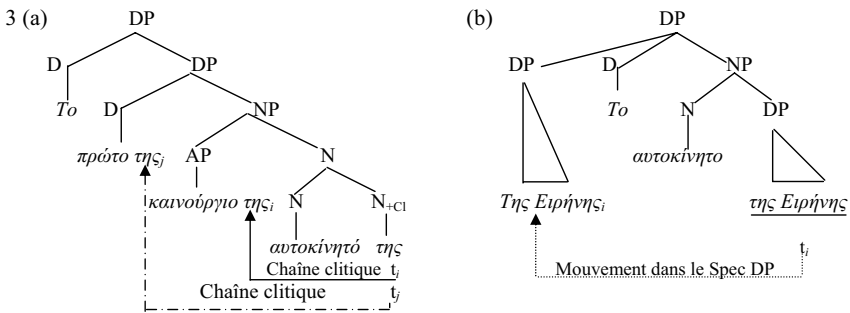 3 (a) DP (b) DP
D DP DP D NP
Το D NP Το N DP
πρώτο της_j AP N αυτοκίνητο
καινούργιο της_i N N_{+Cl} Της Ειρήνης_i της Ειρήνης
αυτοκίνητό της
Chaîne clitique t_i t_i
Chaîne clitique t_j Mouvement dans le Spec DP